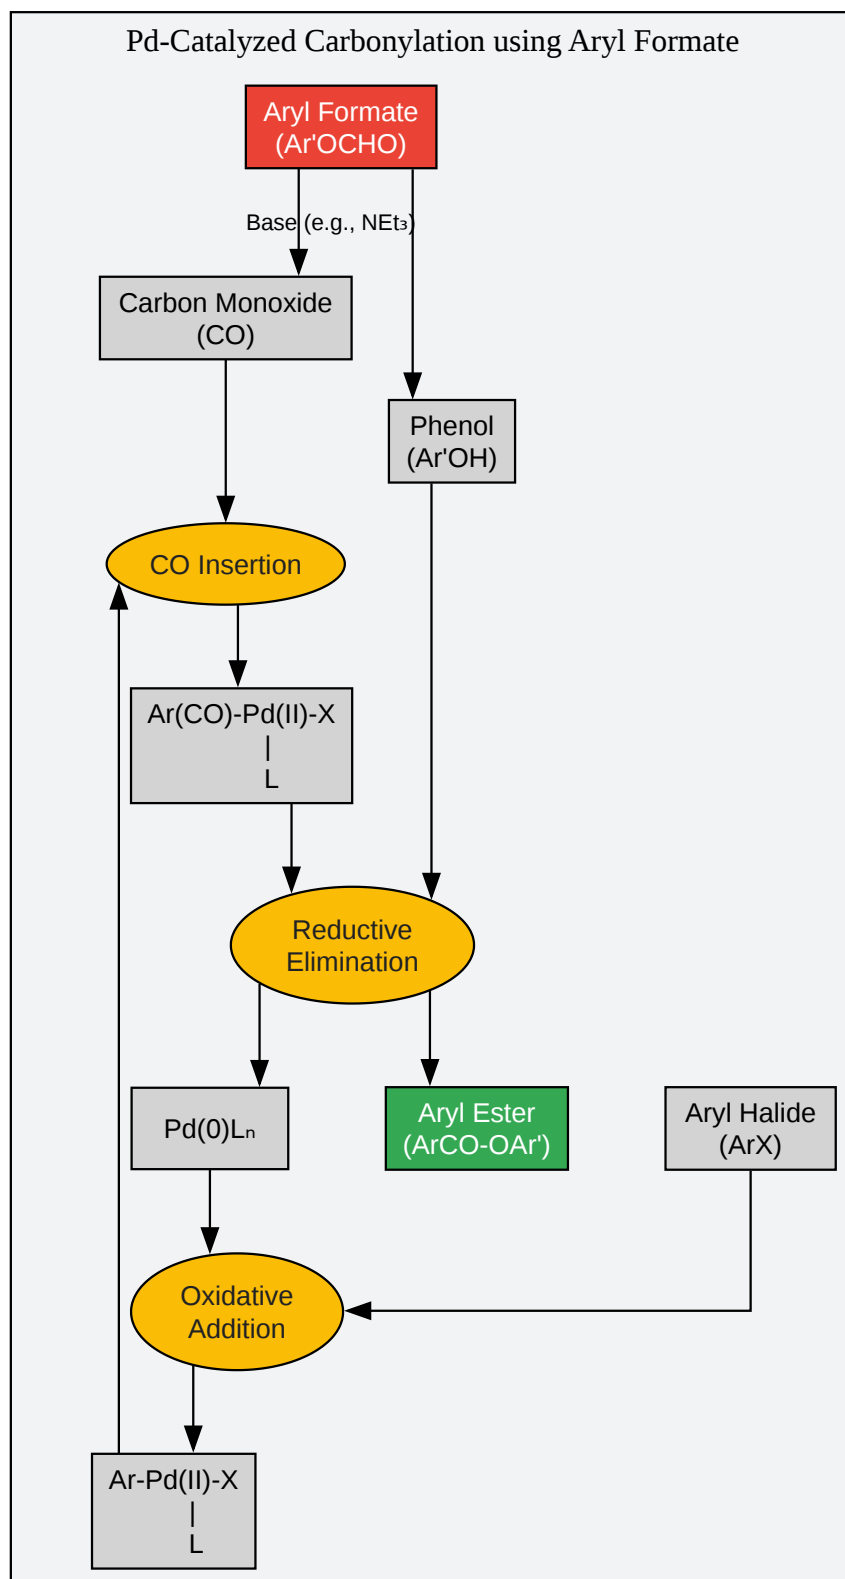 Pd-Catalyzed Carbonylation using Aryl Formate
Aryl Formate
(Ar'OCHO)
Base (e.g., NEt₃)
Carbon Monoxide
(CO)
Phenol
(Ar'OH)
CO Insertion
Ar(CO)-Pd(II)-X
|
L
Reductive
Elimination
Pd(0)Lₙ
Aryl Ester
(ArCO-OAr')
Aryl Halide
(ArX)
Oxidative
Addition
Ar-Pd(II)-X
|
L